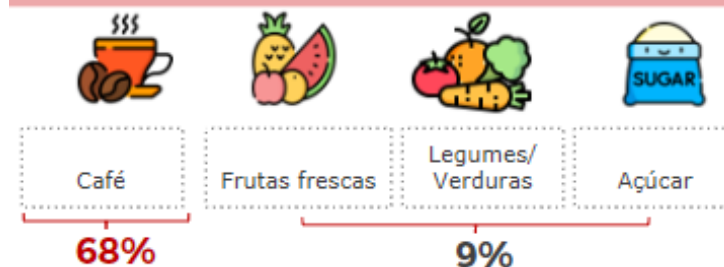 SUGAR
Café
Frutas frescas
Legumes/
Verduras
Açúcar
68%
9%